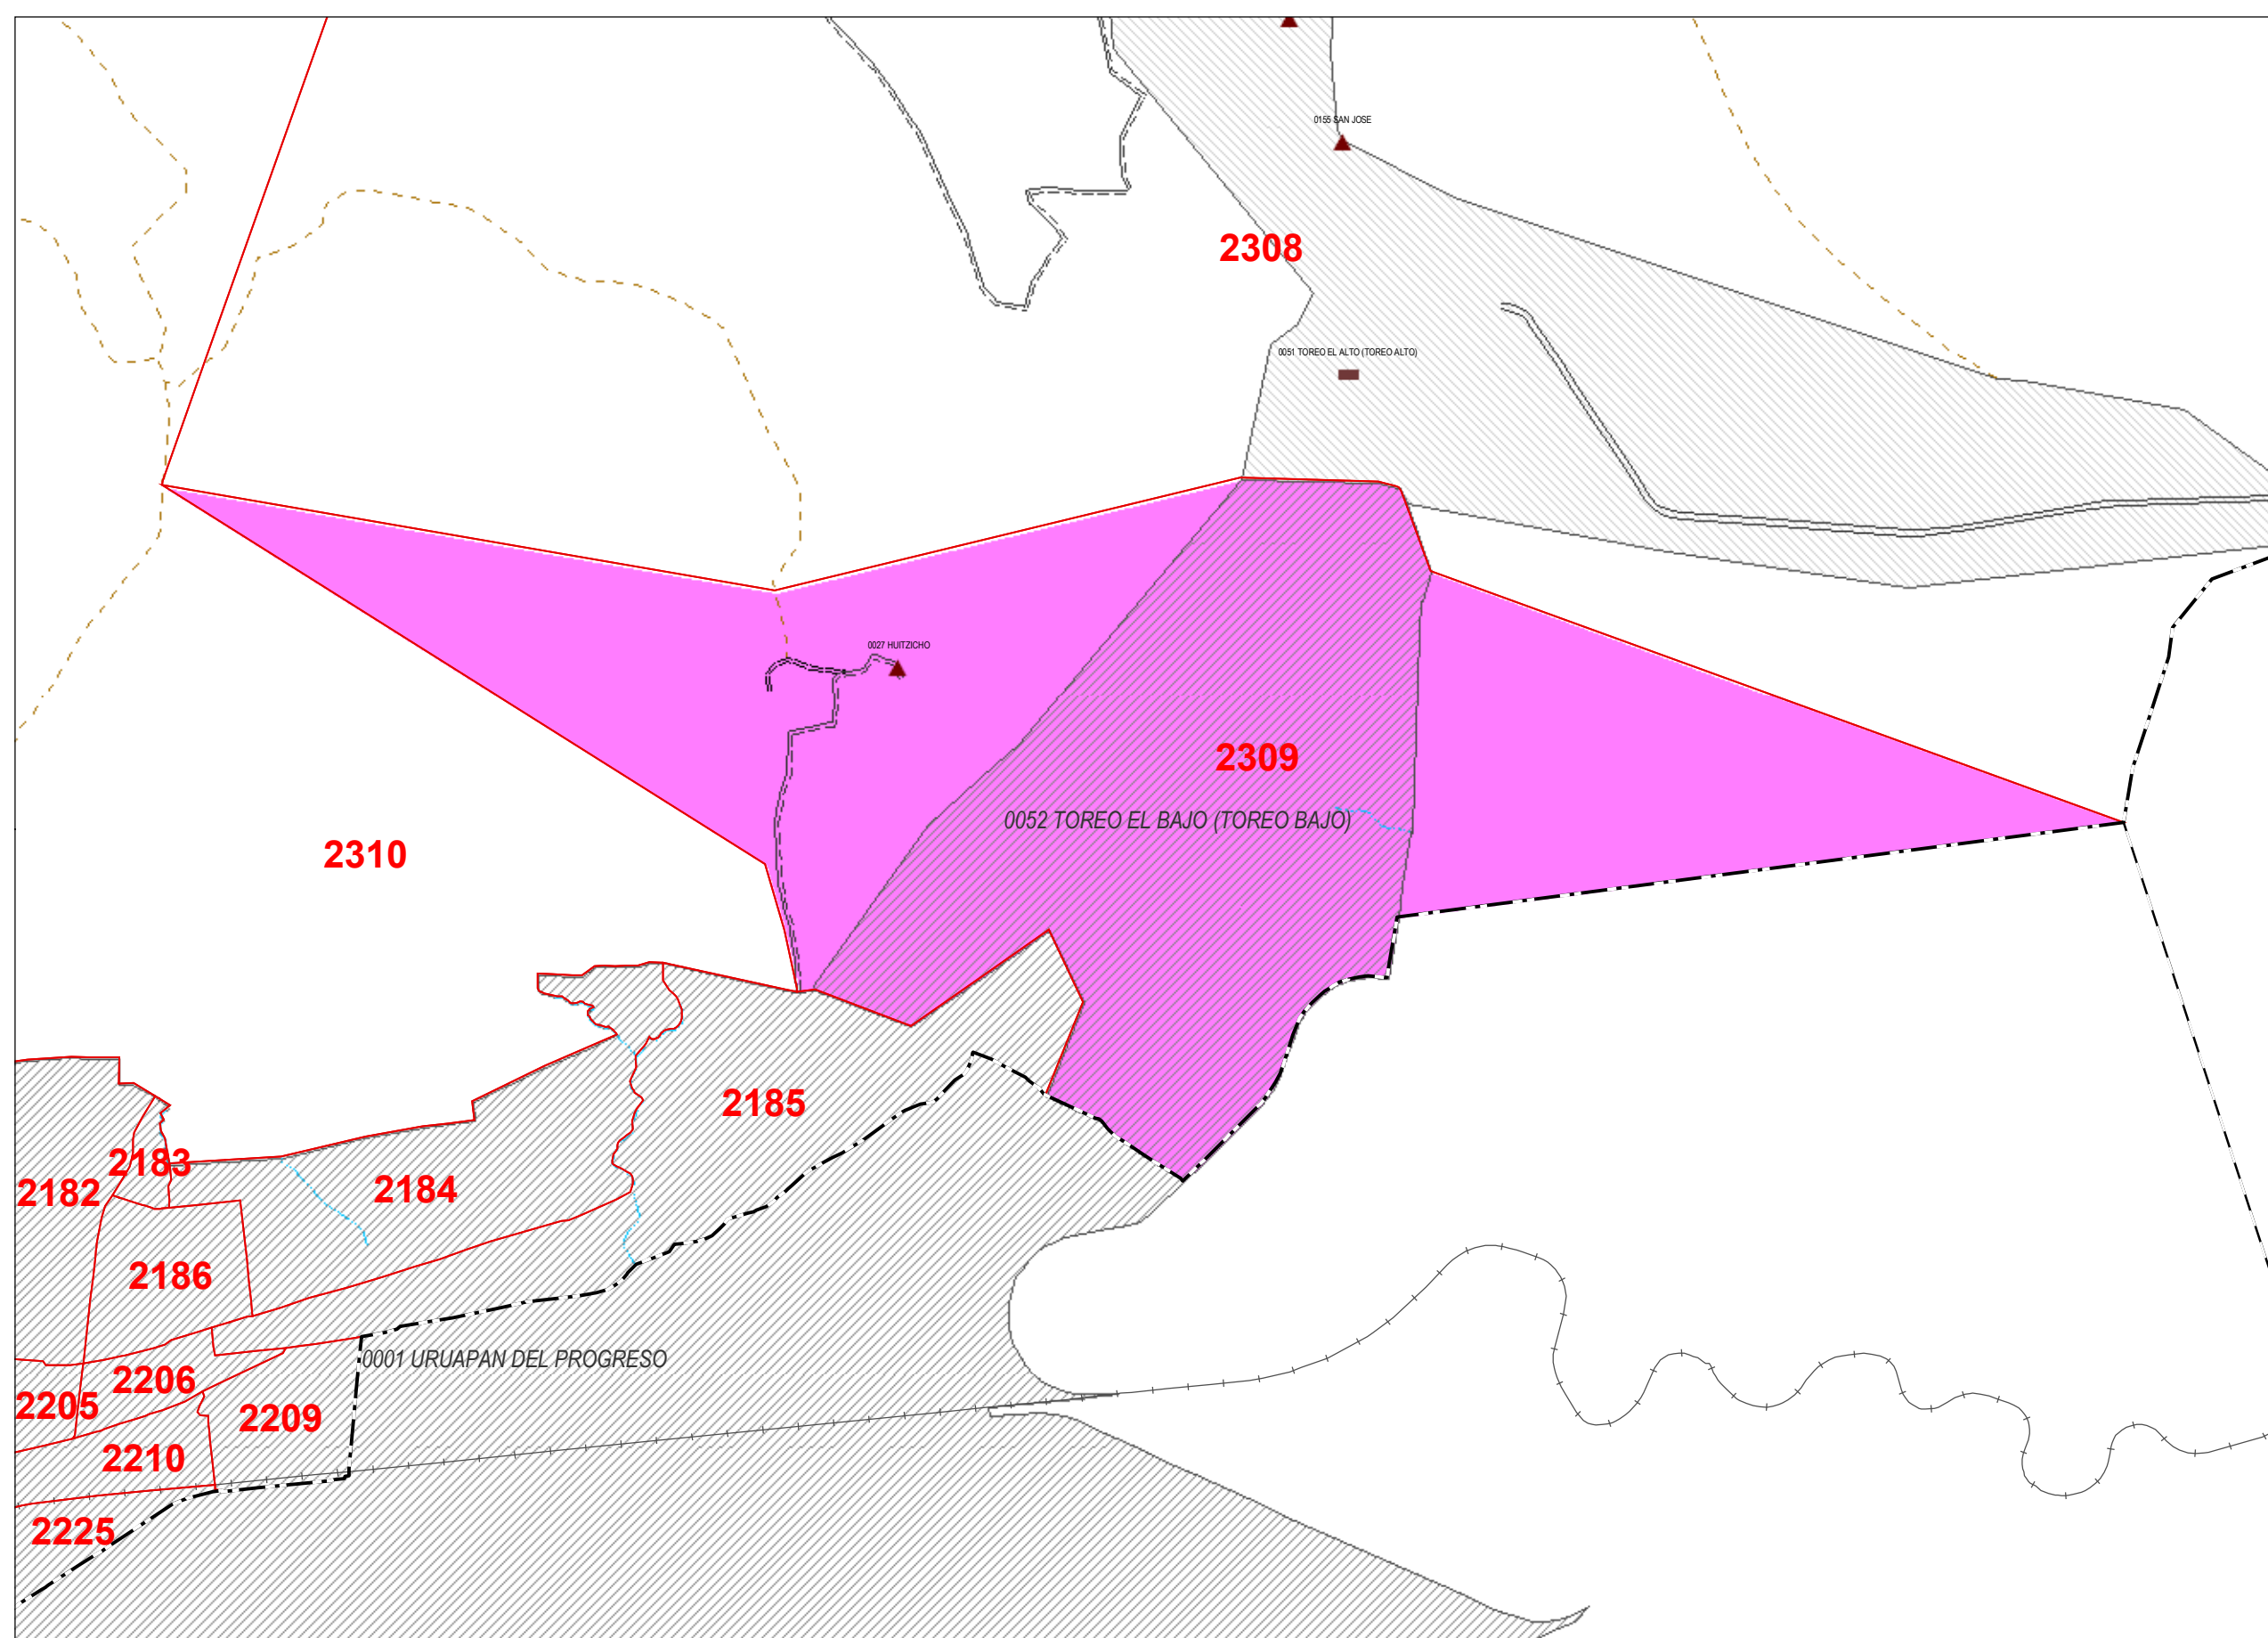 0155 SAN JOSE
2308
0051 TOREO EL ALTO (TOREO ALTO)
0027 HUITZICHO
2309
0052 TOREO EL BAJO (TOREO BAJO)
2310
2185
2183
2182
2184
2186
0001 URUAPAN DEL PROGRESO
2206
2205
2209
2210
2225